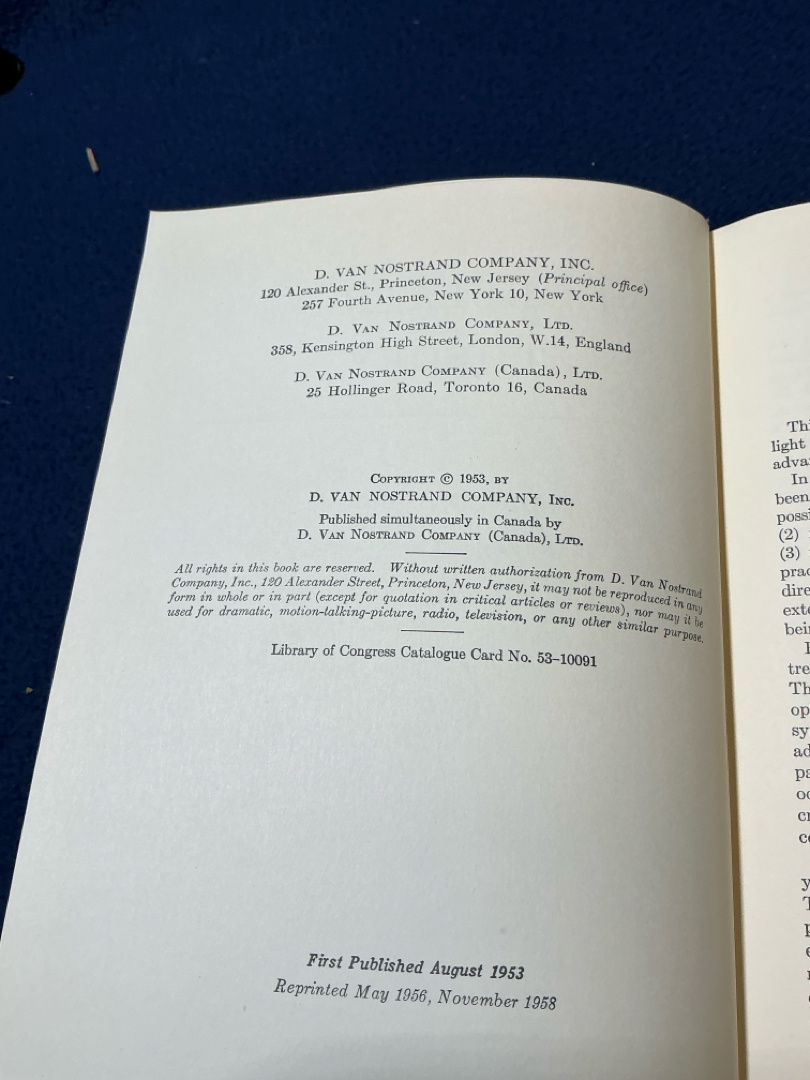 D. VAN NOSTRAND COMPANY, INC.
120 Alexander St., Princeton, New Jersey (Principal office)
257 Fourth Avenue, New York 10, New York
D. VAN NOSTRAND COMPANY, LTD.
358, Kensington High Street, London, W.14, England
D. VAN NOSTRAND COMPANY (Canada), LTD.
25 Hollinger Road, Toronto 16, Canada
COPYRIGHT © 1953, BY
D. VAN NOSTRAND COMPANY, INC.
Published simultaneously in Canada by
D. VAN NOSTRAND COMPANY (Canada), LTD.
All rights in this book are reserved. Without written authorization from D. Van Nostrand
Company, Inc., 120 Alexander Street, Princeton, New Jersey, it may not be reproduced in any
form in whole or in part (except for quotation in critical articles or reviews), nor may it be
used for dramatic, motion-talking-picture, radio, television, or any other similar purpose.
Library of Congress Catalogue Card No. 53-10091
First Published August 1953
Reprinted May 1956, November 1958
light
In
been
(2)
(3)